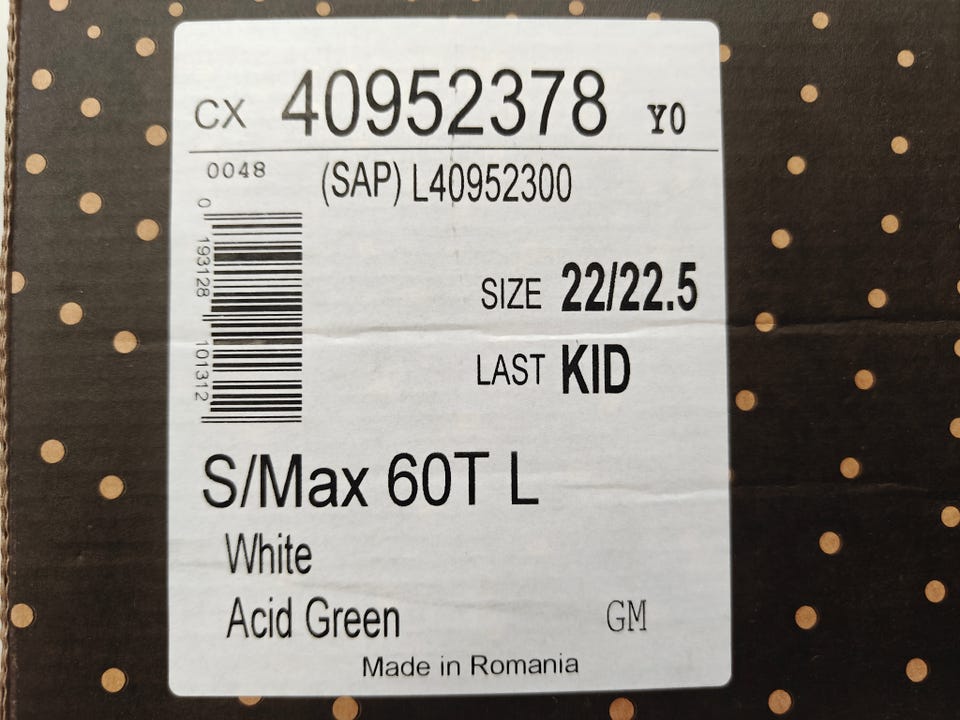 CX 40952378 Y0
0048 (SAP) L40952300
0 193128 101312
SIZE 22/22.5
LAST KID
S/Max 60T L
White
Acid Green GM
Made in Romania